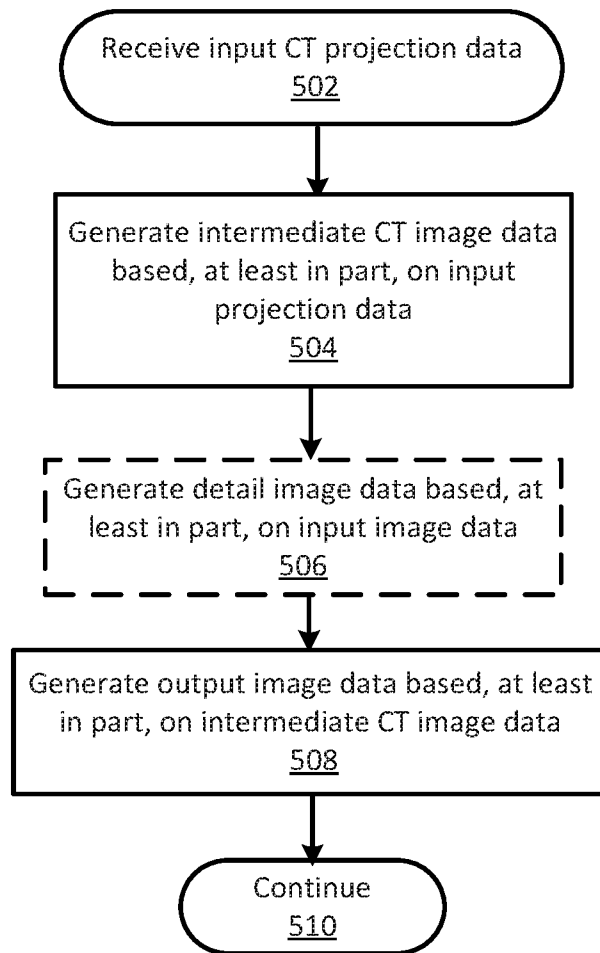 Receive input CT projection data
502
Generate intermediate CT image data
based, at least in part, on input
projection data
504
Generate detail image data based, at
least in part, on input image data
506
Generate output image data based, at least
in part, on intermediate CT image data
508
Continue
510